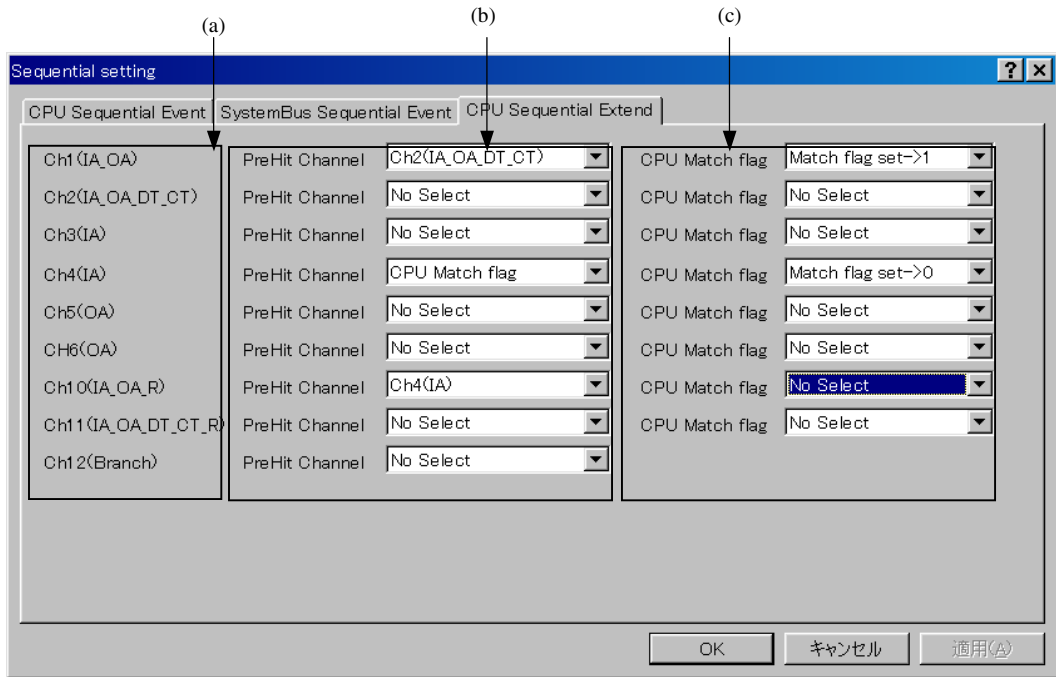 (a) (b) (c)
Sequential setting
CPU Sequential Event SystemBus Sequential Event CPU Sequential Extend
Ch1(IA_OA) PreHit Channel Ch2(IA_OA_DT_CT) CPU Match flag Match flag set->1
Ch2(IA_OA_DT_CT) PreHit Channel No Select CPU Match flag No Select
Ch3(IA) PreHit Channel No Select CPU Match flag No Select
Ch4(IA) PreHit Channel CPU Match flag CPU Match flag Match flag set->0
Ch5(OA) PreHit Channel No Select CPU Match flag No Select
CH6(OA) PreHit Channel No Select CPU Match flag No Select
Ch10(IA_OA_R) PreHit Channel Ch4(IA) CPU Match flag No Select
Ch11(IA_OA_DT_CT_R) PreHit Channel No Select CPU Match flag No Select
Ch12(Branch) PreHit Channel No Select
OK キャンセル 適用(A)